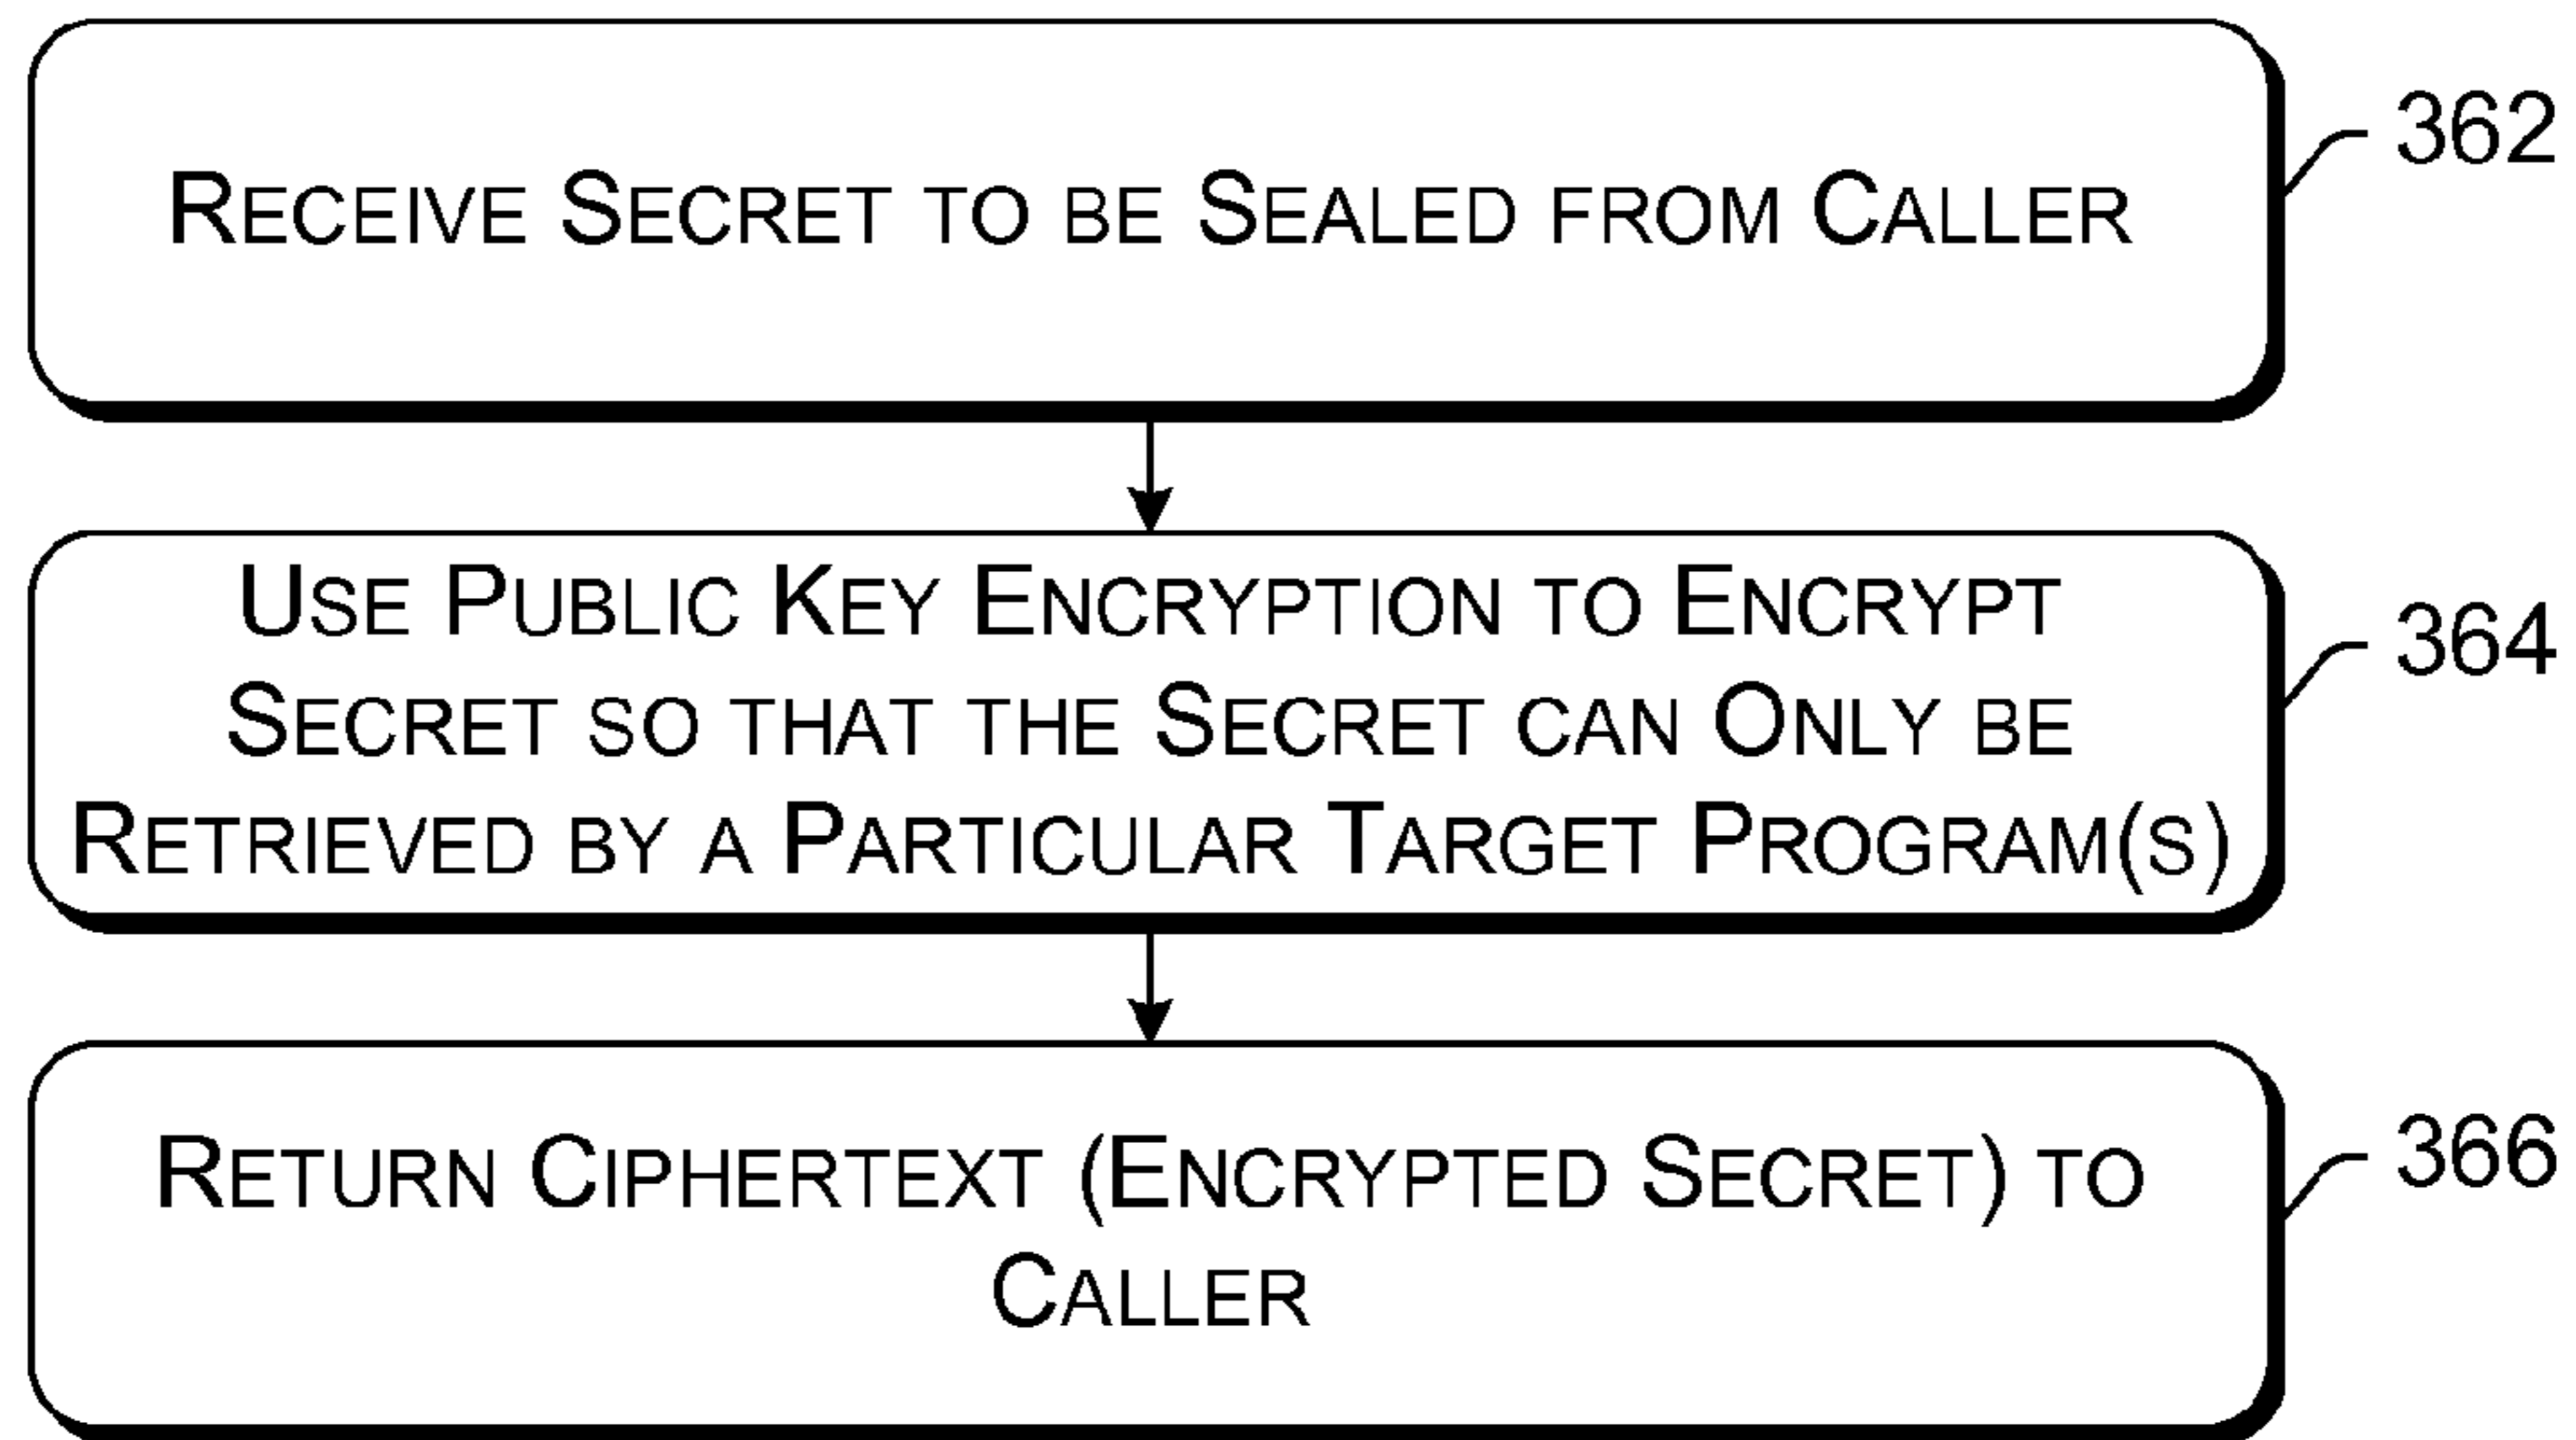 RECEIVE SECRET TO BE SEALED FROM CALLER
362
USE PUBLIC KEY ENCRYPTION TO ENCRYPT
SECRET SO THAT THE SECRET CAN ONLY BE
RETRIEVED BY A PARTICULAR TARGET PROGRAM(S)
364
RETURN CIPHERTEXT (ENCRYPTED SECRET) TO
CALLER
366